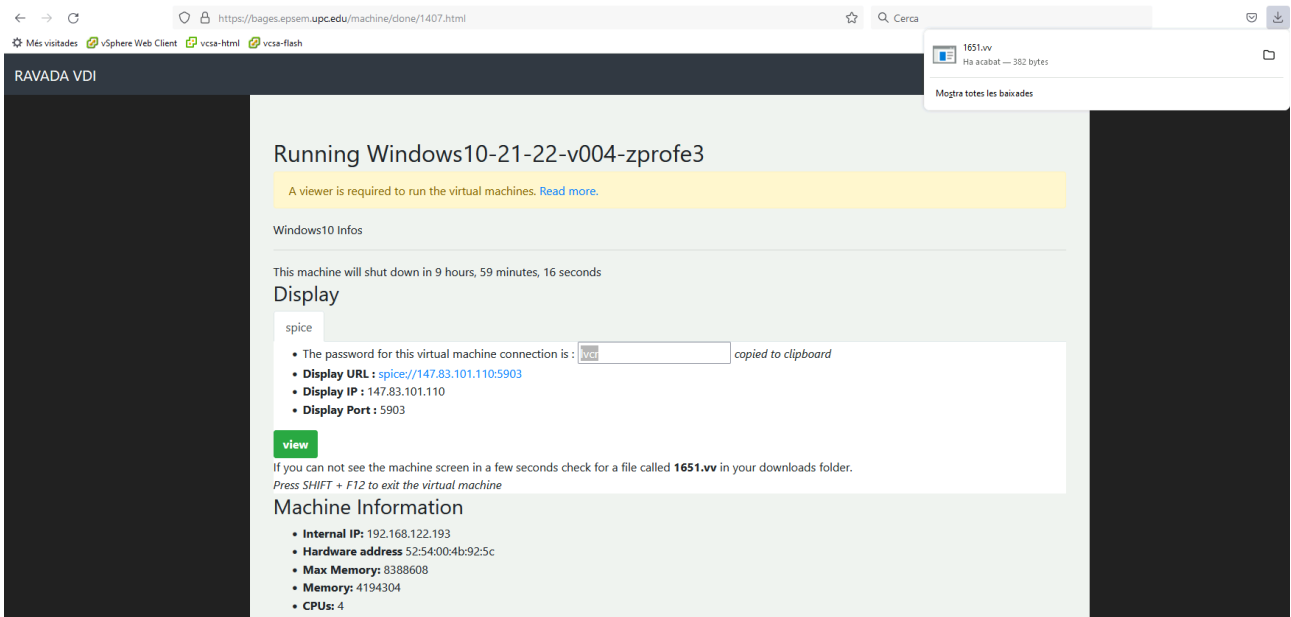 https://bages.epsem.upc.edu/machine/clone/1407.html
Cerca
Més visitades vSphere Web Client vcsa-html vcsa-flash
1651.vv
Ha acabat — 382 bytes
Mostra totes les baixades
RAVADA VDI
Running Windows10-21-22-v004-zprofe3
A viewer is required to run the virtual machines. Read more.
Windows10 Infos
This machine will shut down in 9 hours, 59 minutes, 16 seconds
Display
spice
• The password for this virtual machine connection is : copied to clipboard
• Display URL : spice://147.83.101.110:5903
• Display IP : 147.83.101.110
• Display Port : 5903
view
If you can not see the machine screen in a few seconds check for a file called 1651.vv in your downloads folder.
Press SHIFT + F12 to exit the virtual machine
Machine Information
• Internal IP: 192.168.122.193
• Hardware address 52:54:00:4b:92:5c
• Max Memory: 8388608
• Memory: 4194304
• CPUs: 4